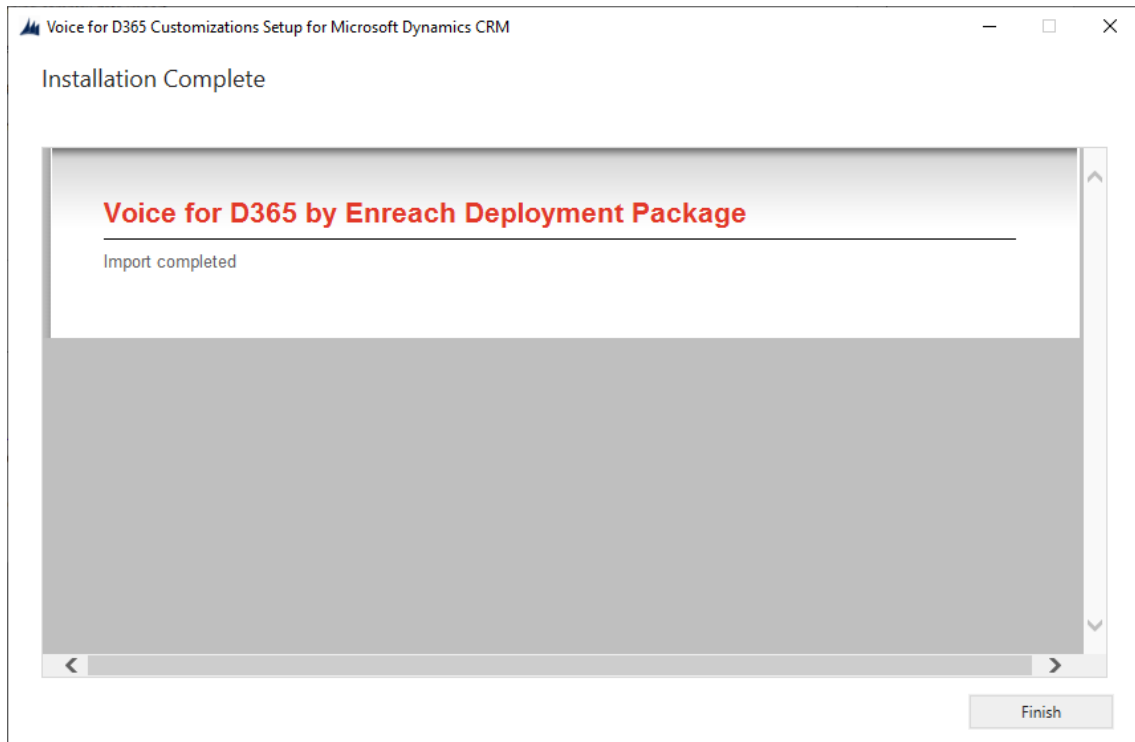 Voice for D365 Customizations Setup for Microsoft Dynamics CRM
Installation Complete
Voice for D365 by Enreach Deployment Package
Import completed
Finish